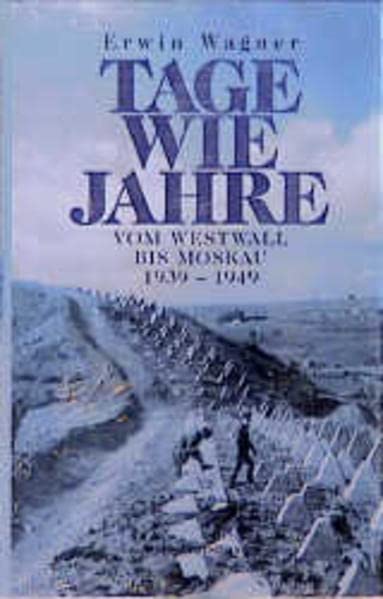 Erwin Wagner
TAGE
WIE
JAHRE
VOM WESTWALL
BIS MOSKAU
1939 – 1949